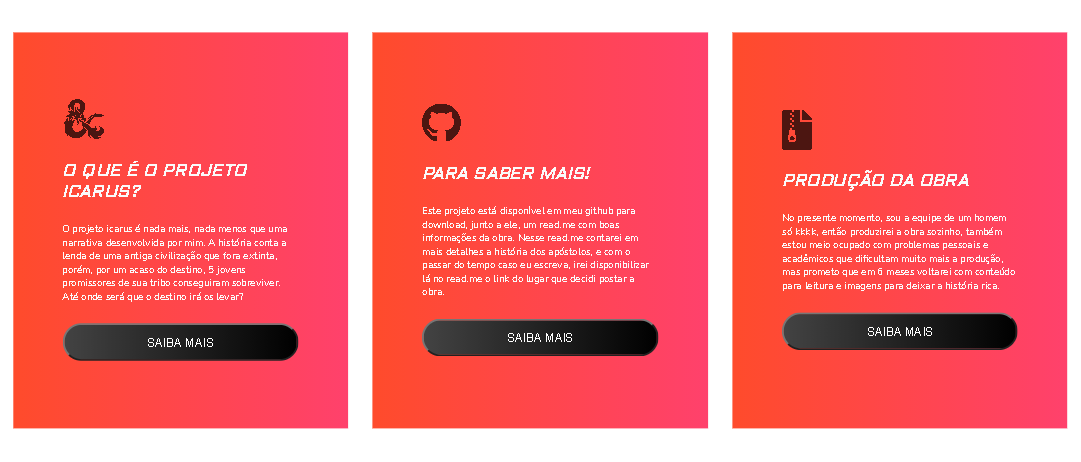 O QUE É O PROJETO
ICARUS?
O projeto icarus é nada mais, nada menos que uma
narrativa desenvolvida por mim. A história conta a
lenda de uma antiga civilização que fora extinta,
porém, por um acaso do destino, 5 jovens
promissores de sua tribo conseguiram sobreviver.
Até onde será que o destino irá os levar?
SAIBA MAIS
PARA SABER MAIS!
Este projeto está disponível em meu github para
download, junto a ele, um read.me com boas
informações da obra. Nesse read.me contarei em
mais detalhes a história dos apóstolos, e com o
passar do tempo caso eu escreva, irei disponibilizar
lá no read.me o link do lugar que decidi postar a
obra.
SAIBA MAIS
PRODUÇÃO DA OBRA
No presente momento, sou a equipe de um homem
só kkkk, então produzirei a obra sozinho, também
estou meio ocupado com problemas pessoais e
acadêmicos que dificultam muito mais a produção,
mas prometo que em 6 meses voltarei com conteúdo
para leitura e imagens para deixar a história rica.
SAIBA MAIS